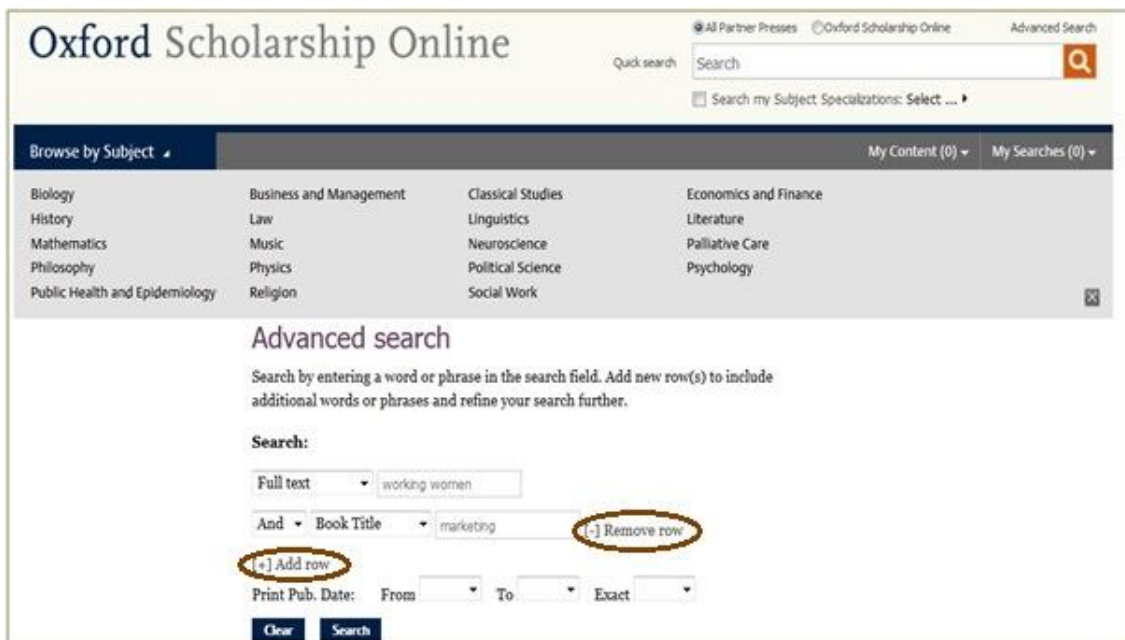 All Partner Presses Oxford Scholarship Online Advanced Search
Oxford Scholarship Online
Quick search Search
Search my Subject Specializations: Select ...
Browse by Subject My Content (0) My Searches (0)
Biology Business and Management Classical Studies Economics and Finance
History Law Linguistics Literature
Mathematics Music Neuroscience Palliative Care
Philosophy Physics Political Science Psychology
Public Health and Epidemiology Religion Social Work
Advanced search
Search by entering a word or phrase in the search field. Add new row(s) to include
additional words or phrases and refine your search further.
Search:
Full text working women
And Book Title marketing [-] Remove row
[+] Add row
Print Pub. Date: From To Exact
Clear Search